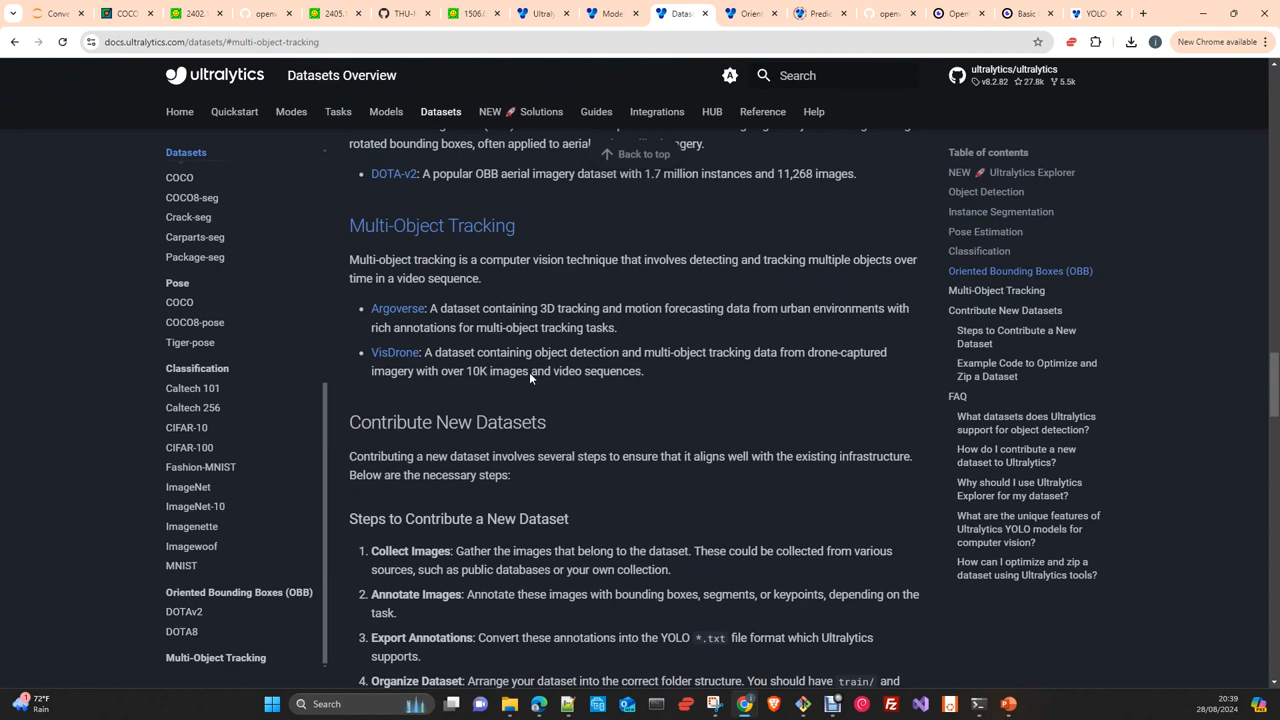 Conve
COCO
2402.
openv
2405.
THU-M
1506.0
Ultraly
Mode
Datas
Orient
Predic
openv
Open
Basic
YOLO
docs.ultralytics.com/datasets/#multi-object-tracking
New Chrome available
ultralytics
Datasets Overview
Search
ultralytics/ultralytics
v8.2.82 27.8k 5.5k
Home Quickstart Modes Tasks Models Datasets NEW 🚀 Solutions Guides Integrations HUB Reference Help
Datasets
COCO
COCO8-seg
Crack-seg
Carparts-seg
Package-seg
Pose
COCO
COCO8-pose
Tiger-pose
Classification
Caltech 101
Caltech 256
CIFAR-10
CIFAR-100
Fashion-MNIST
ImageNet
ImageNet-10
Imagenette
Imagewoof
MNIST
Oriented Bounding Boxes (OBB)
DOTAv2
DOTA8
Multi-Object Tracking
Back to top
rotated bounding boxes, often applied to aerial
DOTA-v2: A popular OBB aerial imagery dataset with 1.7 million instances and 11,268 images.
Multi-Object Tracking
Multi-object tracking is a computer vision technique that involves detecting and tracking multiple objects over
time in a video sequence.
Argoverse: A dataset containing 3D tracking and motion forecasting data from urban environments with
rich annotations for multi-object tracking tasks.
VisDrone: A dataset containing object detection and multi-object tracking data from drone-captured
imagery with over 10K images and video sequences.
Contribute New Datasets
Contributing a new dataset involves several steps to ensure that it aligns well with the existing infrastructure.
Below are the necessary steps:
Steps to Contribute a New Dataset
1. Collect Images: Gather the images that belong to the dataset. These could be collected from various
sources, such as public databases or your own collection.
2. Annotate Images: Annotate these images with bounding boxes, segments, or keypoints, depending on the
task.
3. Export Annotations: Convert these annotations into the YOLO *.txt file format which Ultralytics
supports.
4. Organize Dataset: Arrange your dataset into the correct folder structure. You should have train/ and
Table of contents
NEW 🚀 Ultralytics Explorer
Object Detection
Instance Segmentation
Pose Estimation
Classification
Oriented Bounding Boxes (OBB)
Multi-Object Tracking
Contribute New Datasets
Steps to Contribute a New
Dataset
Example Code to Optimize and
Zip a Dataset
FAQ
What datasets does Ultralytics
support for object detection?
How do I contribute a new
dataset to Ultralytics?
Why should I use Ultralytics
Explorer for my dataset?
What are the unique features of
Ultralytics YOLO models for
computer vision?
How can I optimize and zip a
dataset using Ultralytics tools?
72°F
Rain
Search
20:39
28/08/2024